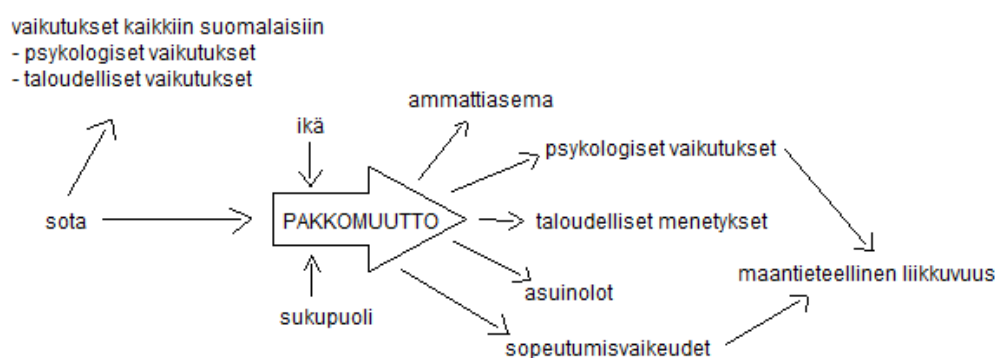 vaikutukset kaikkiin suomalaisiin
- psykologiset vaikutukset
- taloudelliset vaikutukset
ammattiasema
ikä
psykologiset vaikutukset
sota
PAKKOMUUTTO
taloudelliset menetykset
maantieteellinen liikkuvuus
asuinolot
sukupuoli
sopeutumisvaikeudet